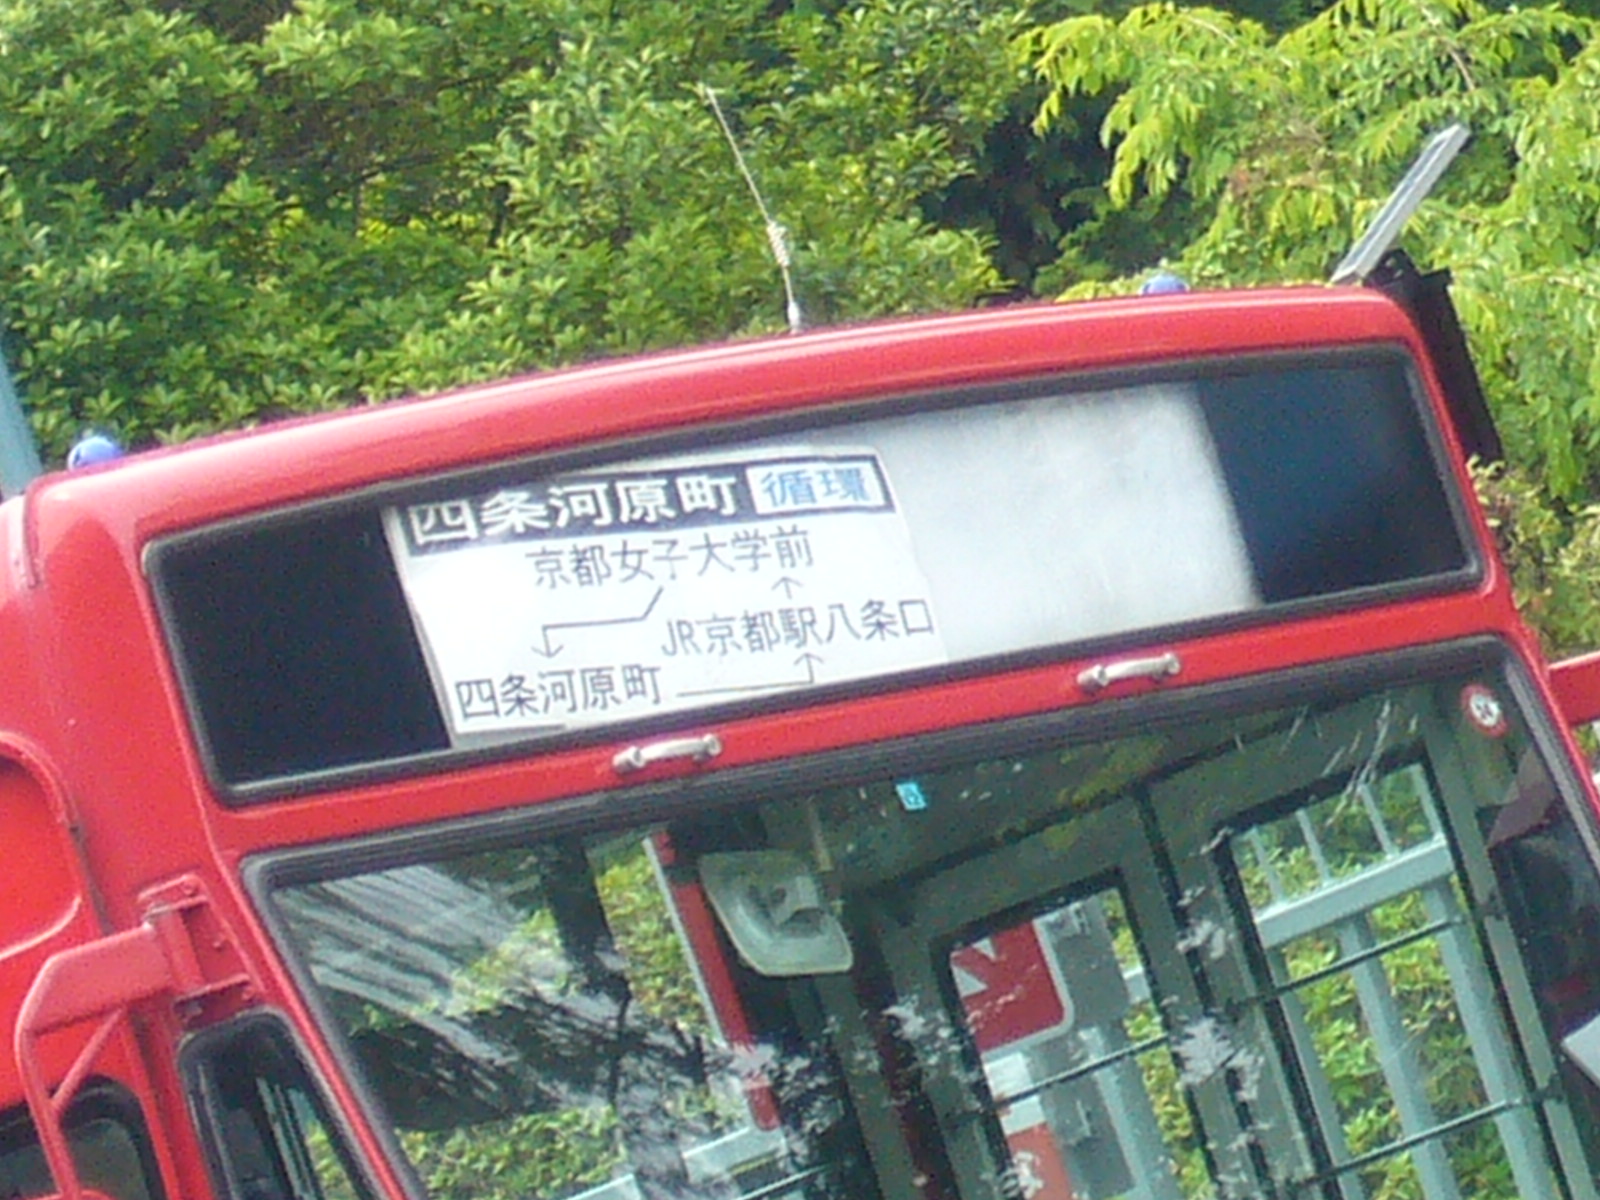 四条河原町 循環
京都女子大学前
JR京都駅八条口
四条河原町